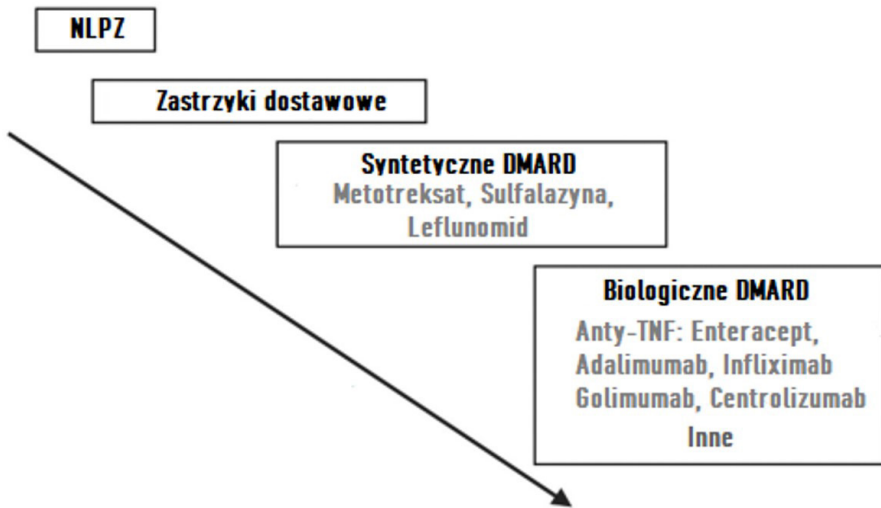 NLPZ
Zastrzyki dostawowe
Syntetyczne DMARD
Metotreksat, Sulfalazyna,
Leflunomid
Biologiczne DMARD
Anty-TNF: Enteracept,
Adalimumab, Infliximab
Golimumab, Centrolizumab
Inne